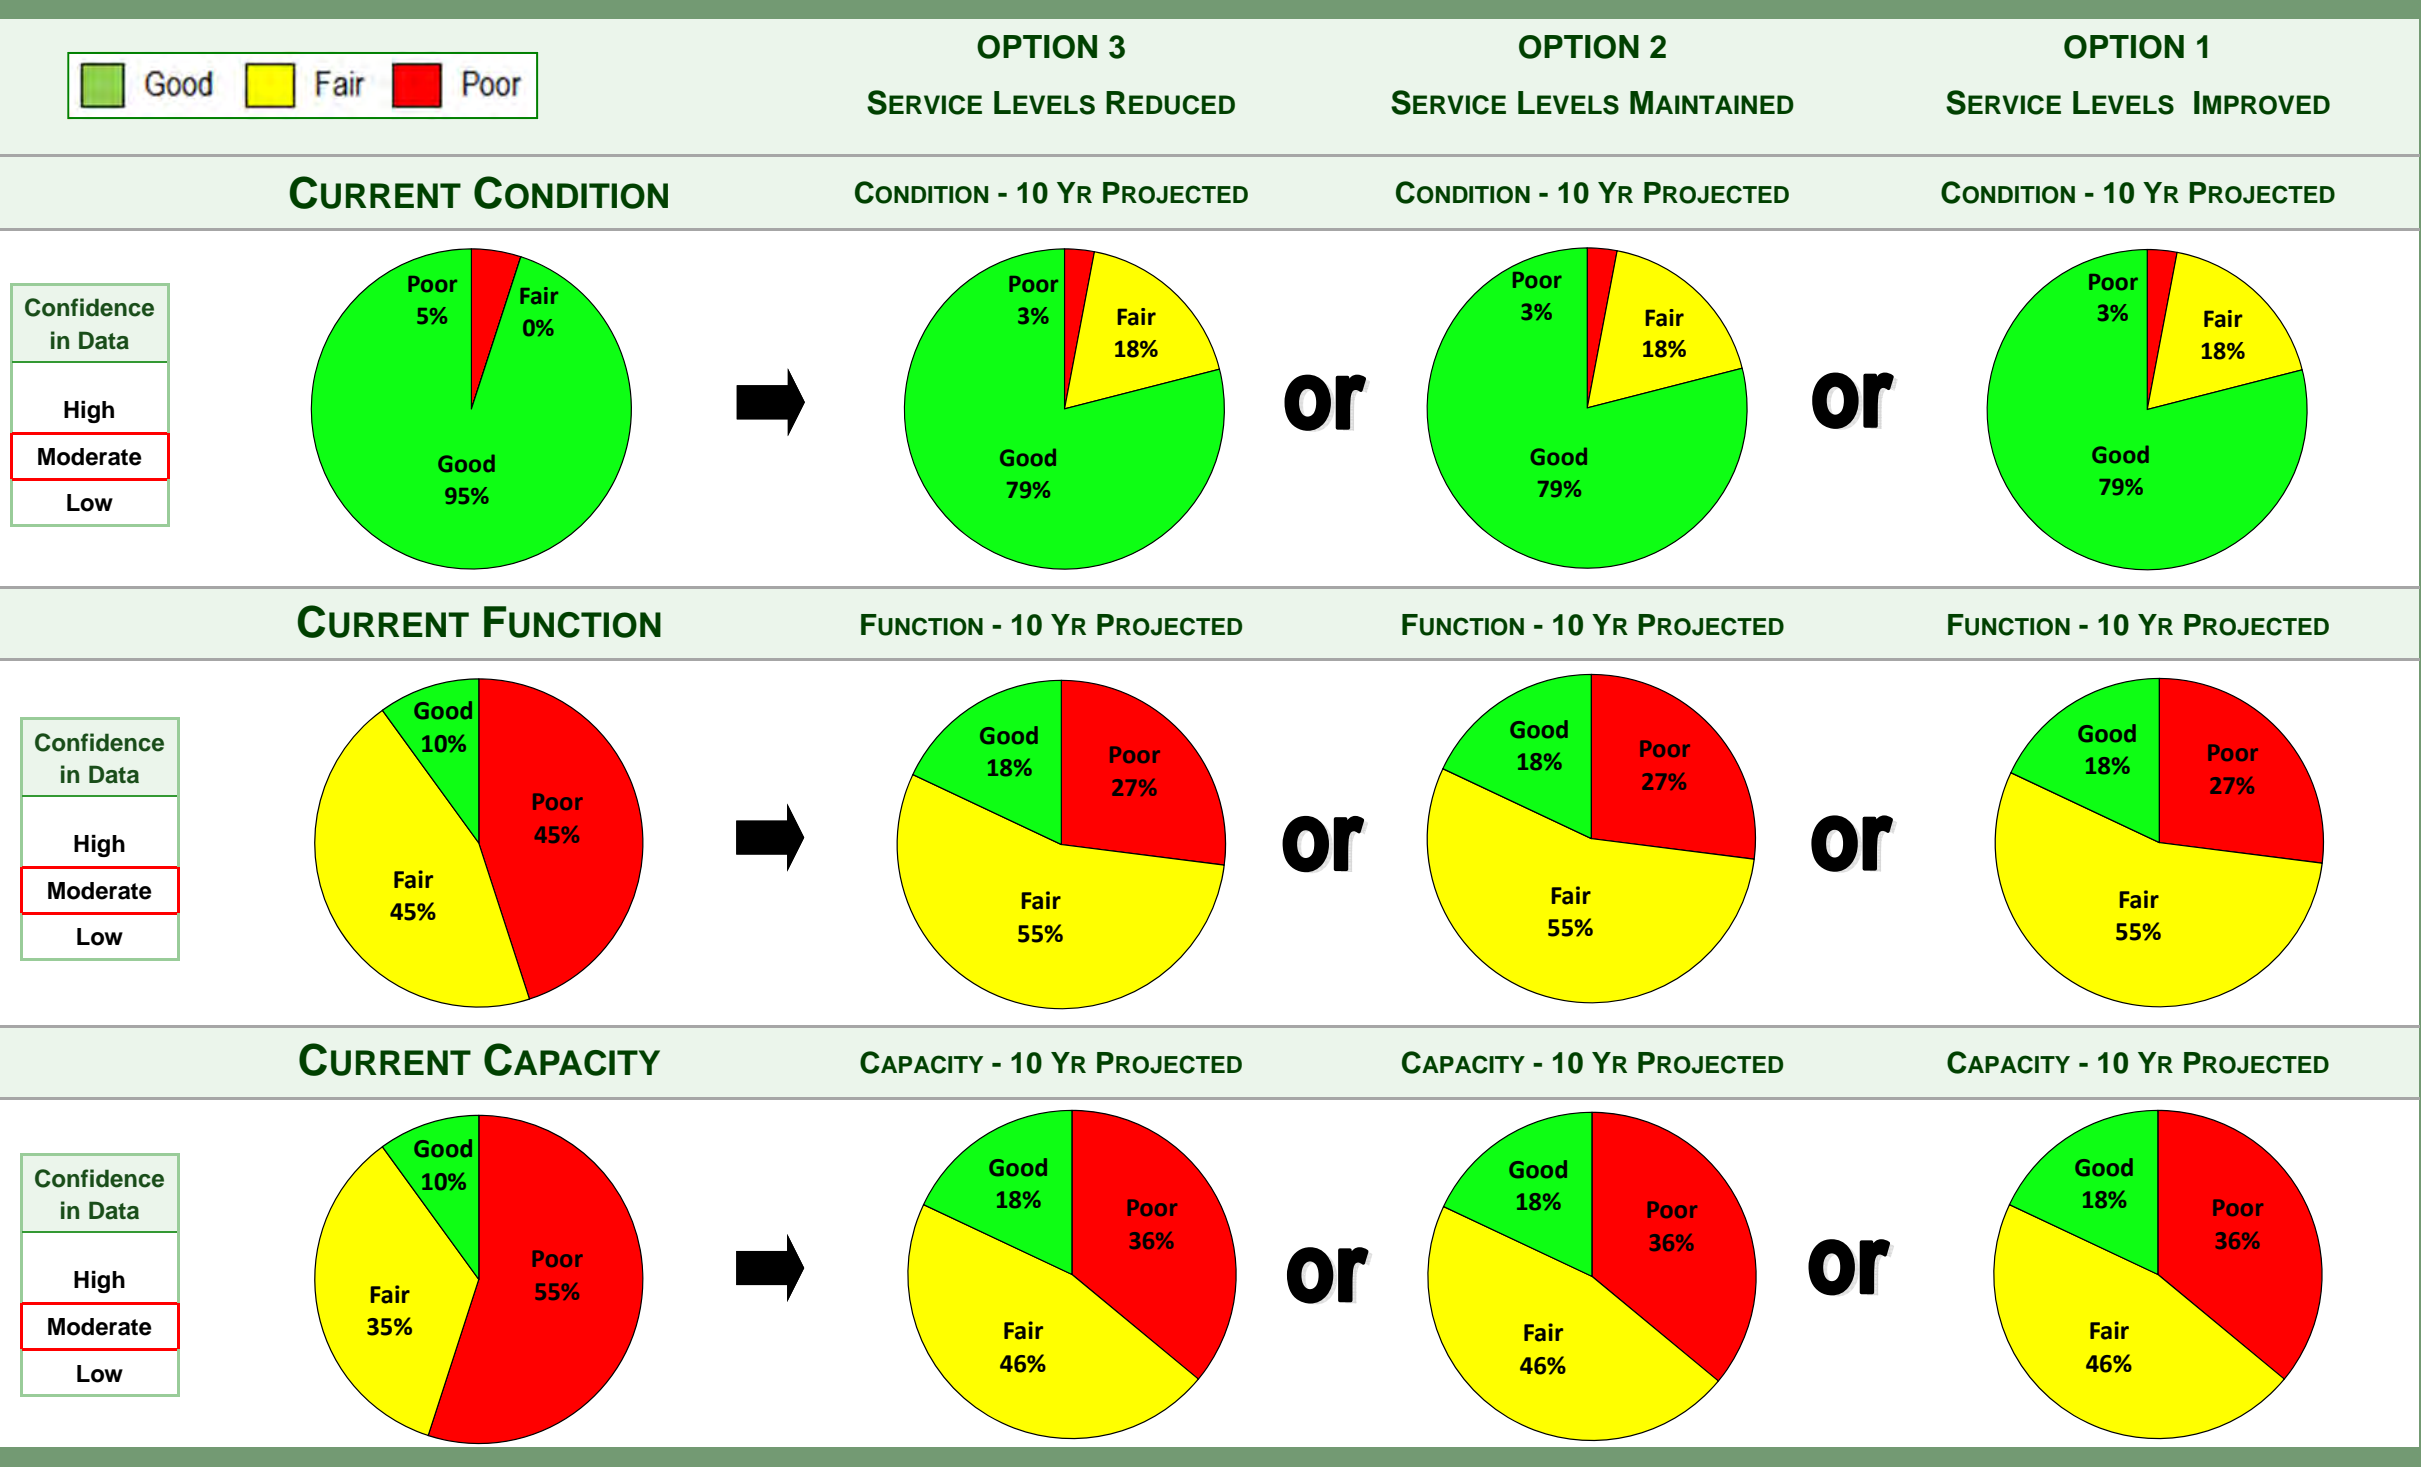 Good Fair Poor
OPTION 3
SERVICE LEVELS REDUCED
OPTION 2
SERVICE LEVELS MAINTAINED
OPTION 1
SERVICE LEVELS IMPROVED
CURRENT CONDITION
CONDITION - 10 YR PROJECTED
CONDITION - 10 YR PROJECTED
CONDITION - 10 YR PROJECTED
Confidence
in Data
High
Moderate
Low
Poor
5%
Fair
0%
Good
95%
Poor
3%
Fair
18%
Good
79%
or
Poor
3%
Fair
18%
Good
79%
or
Poor
3%
Fair
18%
Good
79%
CURRENT FUNCTION
FUNCTION - 10 YR PROJECTED
FUNCTION - 10 YR PROJECTED
FUNCTION - 10 YR PROJECTED
Confidence
in Data
High
Moderate
Low
Good
10%
Poor
45%
Fair
45%
Good
18%
Poor
27%
Fair
55%
or
Good
18%
Poor
27%
Fair
55%
or
Good
18%
Poor
27%
Fair
55%
CURRENT CAPACITY
CAPACITY - 10 YR PROJECTED
CAPACITY - 10 YR PROJECTED
CAPACITY - 10 YR PROJECTED
Confidence
in Data
High
Moderate
Low
Good
10%
Poor
55%
Fair
35%
Good
18%
Poor
36%
Fair
46%
or
Good
18%
Poor
36%
Fair
46%
or
Good
18%
Poor
36%
Fair
46%